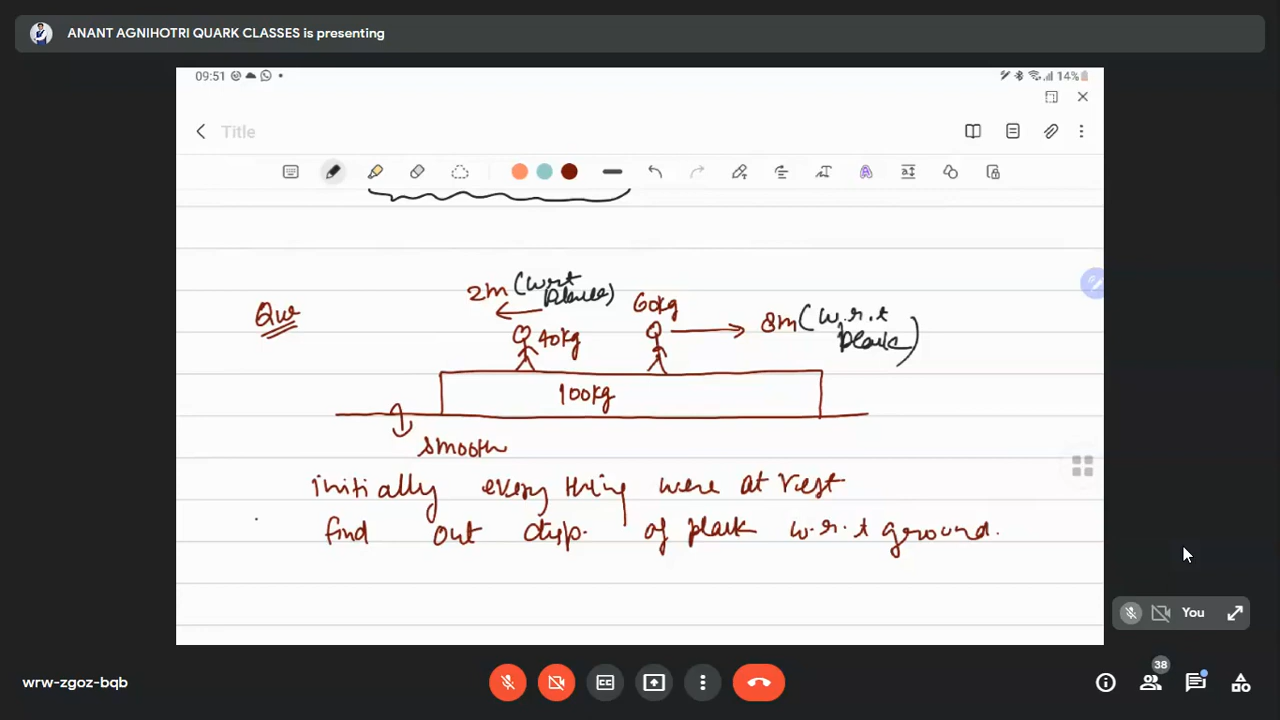 ANANT AGNIHOTRI QUARK CLASSES is presenting
09:51
14%
Title
Que
2m (wrt
plank)
60kg
8m (w.r.t
plank)
40kg
100kg
smooth
initially every thing were at rest
find out disp. of plank w.r.t ground.
You
38
wrw-zgoz-bqb